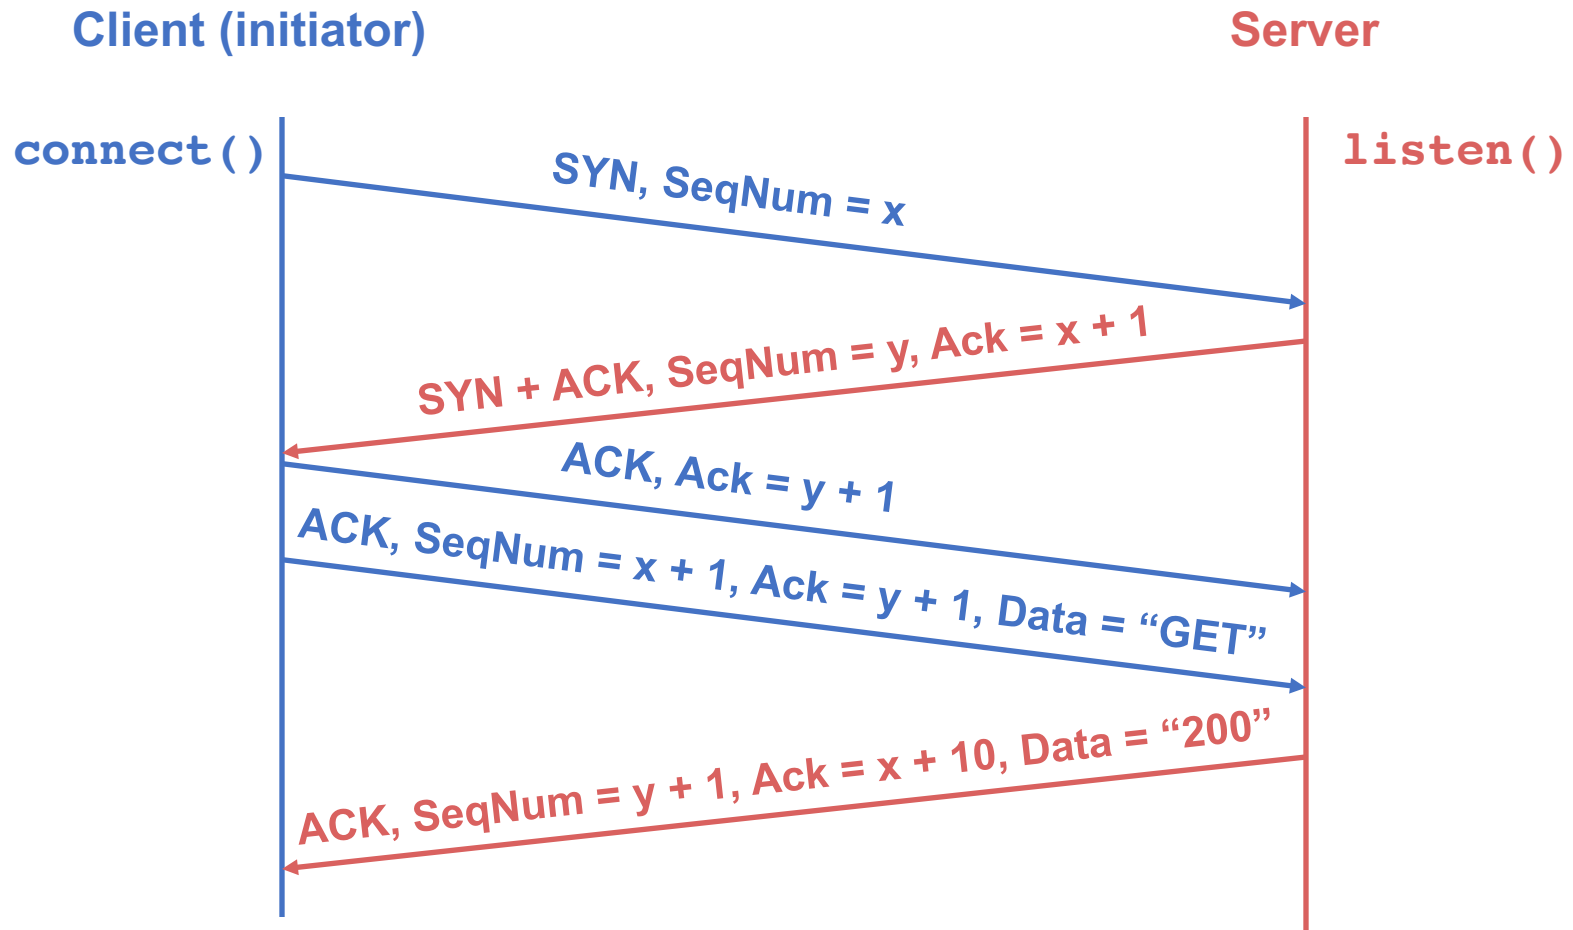 Client (initiator)
Server
connect()
listen()
SYN, SeqNum = x
SYN + ACK, SeqNum = y, Ack = x + 1
ACK, Ack = y + 1
ACK, SeqNum = x + 1, Ack = y + 1, Data = “GET”
ACK, SeqNum = y + 1, Ack = x + 10, Data = “200”